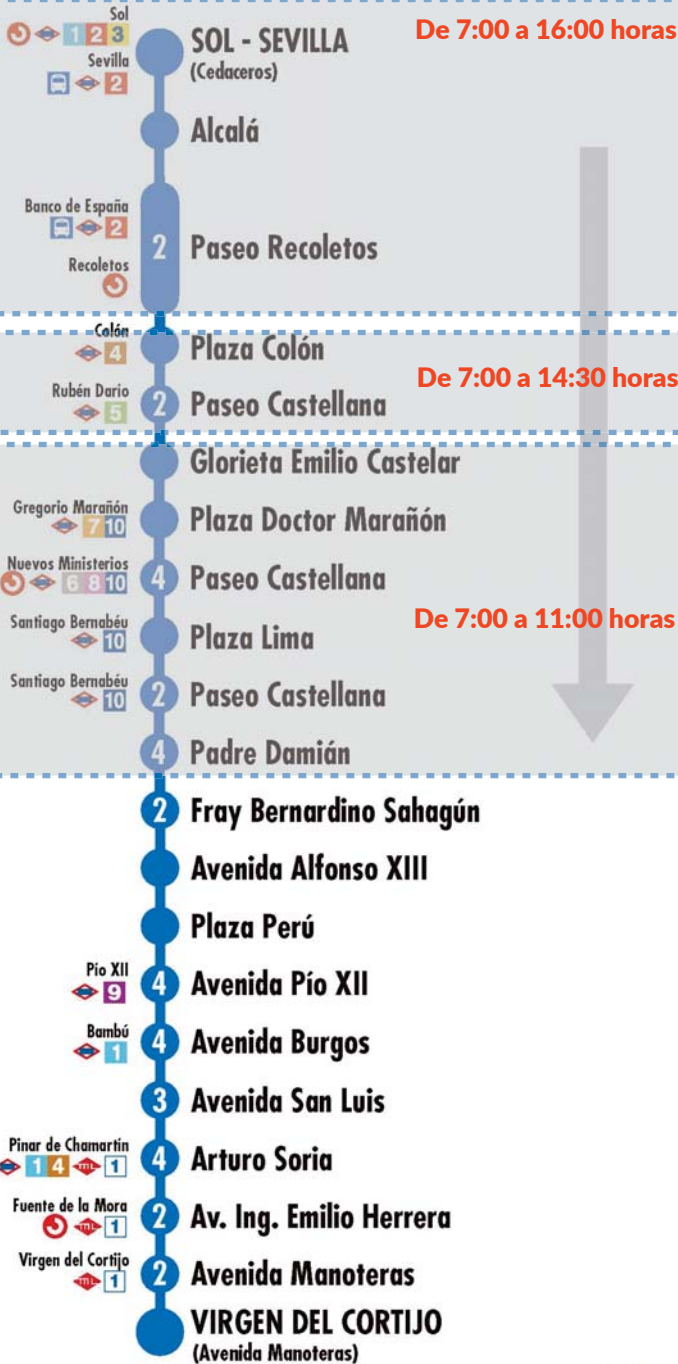 Sol
1 2 3
Sevilla
2
SOL - SEVILLA
(Cedaceros)
De 7:00 a 16:00 horas
Alcalá
Banco de España
2
Recoletos
2 Paseo Recoletos
Colón
4
Plaza Colón
Rubén Dario
5
2 Paseo Castellana
De 7:00 a 14:30 horas
Glorieta Emilio Castelar
Gregorio Marañón
7 10
Plaza Doctor Marañón
Nuevos Ministerios
6 8 10
4 Paseo Castellana
Santiago Bernabéu
10
Plaza Lima
De 7:00 a 11:00 horas
Santiago Bernabéu
10
2 Paseo Castellana
4 Padre Damián
2 Fray Bernardino Sahagún
Avenida Alfonso XIII
Plaza Perú
Pío XII
9
4 Avenida Pío XII
Bambú
1
4 Avenida Burgos
3 Avenida San Luis
Pinar de Chamartín
1 4 mL 1
4 Arturo Soria
Fuente de la Mora
mL 1
2 Av. Ing. Emilio Herrera
Virgen del Cortijo
mL 1
2 Avenida Manoteras
VIRGEN DEL CORTIJO
(Avenida Manoteras)